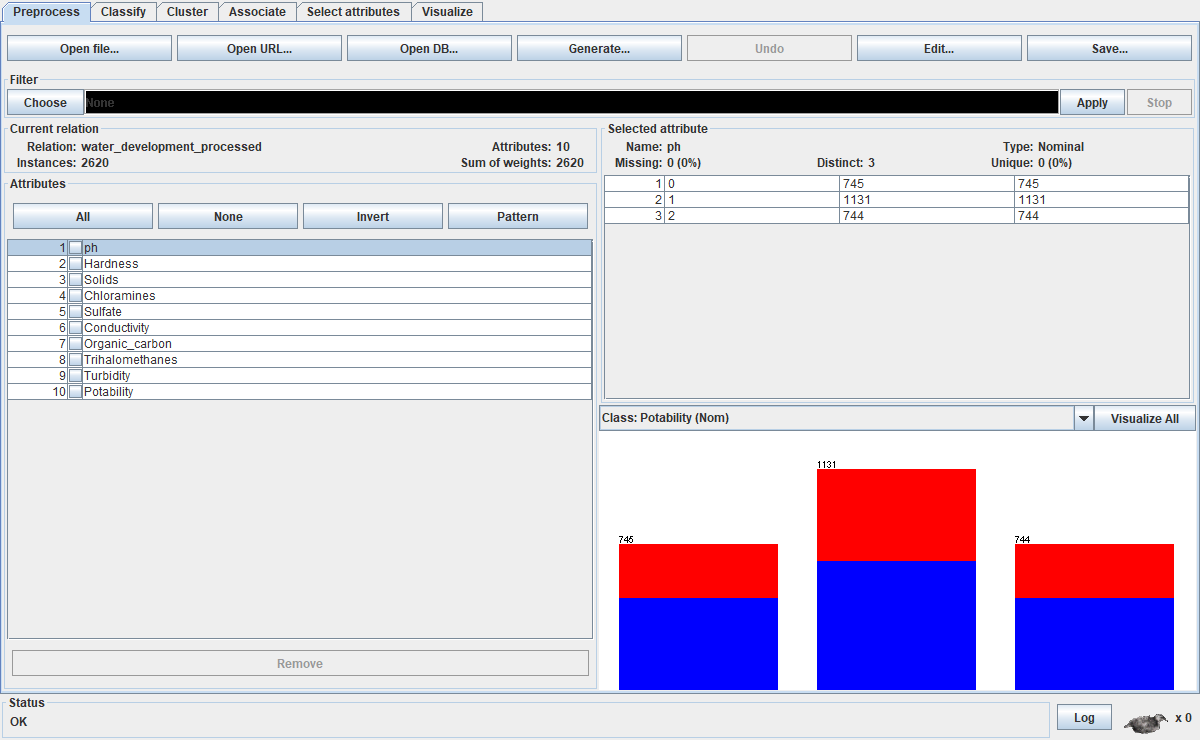 Preprocess Classify Cluster Associate Select attributes Visualize
Open file... Open URL... Open DB... Generate... Undo Edit... Save...
Filter
Choose None Apply Stop
Current relation
Relation: water_development_processed Attributes: 10
Instances: 2620 Sum of weights: 2620
Attributes
All None Invert Pattern
1 ph
2 Hardness
3 Solids
4 Chloramines
5 Sulfate
6 Conductivity
7 Organic_carbon
8 Trihalomethanes
9 Turbidity
10 Potability
Remove
Selected attribute
Name: ph Type: Nominal
Missing: 0 (0%) Distinct: 3 Unique: 0 (0%)
1 0 745 745
2 1 1131 1131
3 2 744 744
Class: Potability (Nom) Visualize All
1131
745 744
Status
OK
Log x 0